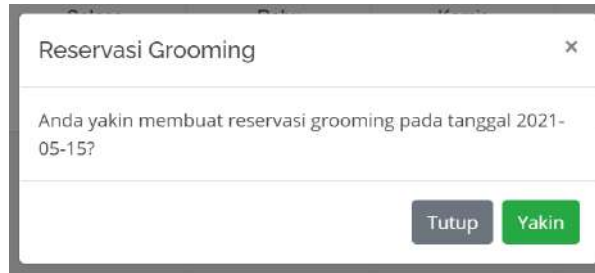 Reservasi Grooming ×
Anda yakin membuat reservasi grooming pada tanggal 2021-
05-15?
Tutup Yakin